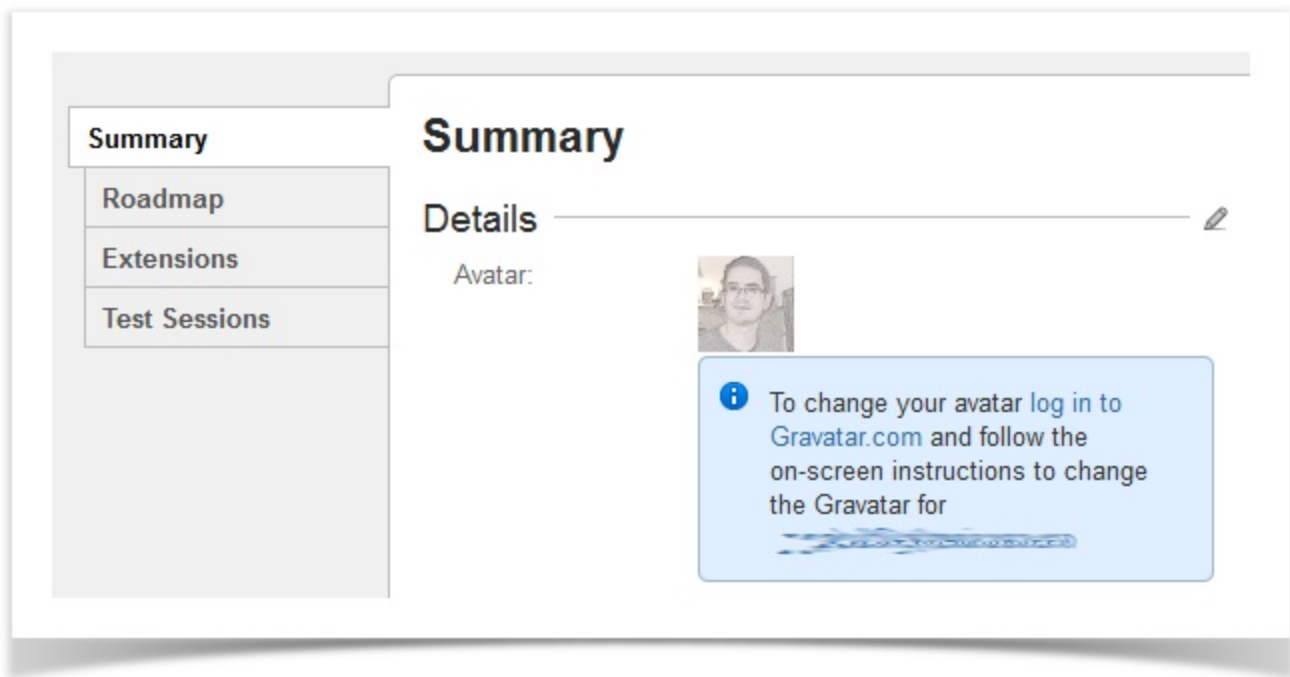 Summary
Roadmap
Extensions
Test Sessions
Summary
Details
Avatar:
To change your avatar log in to
Gravatar.com and follow the
on-screen instructions to change
the Gravatar for